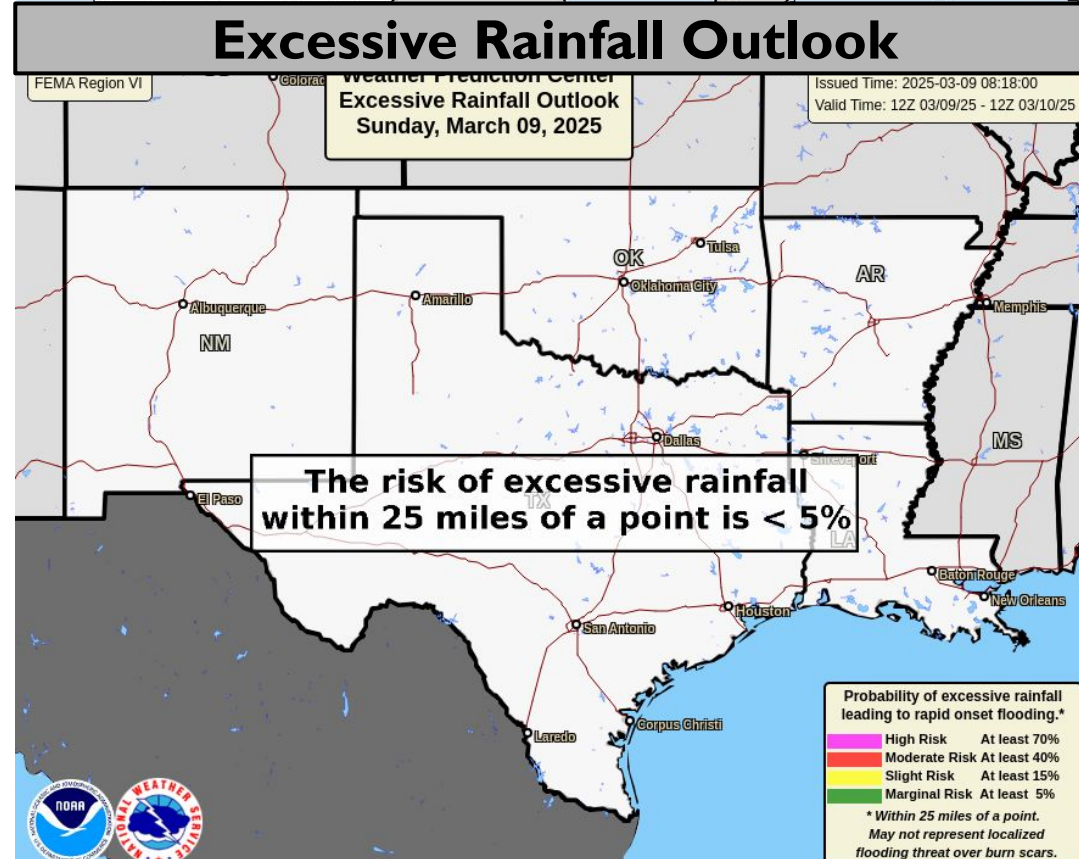 Excessive Rainfall Outlook
FEMA Region VI
Weather Prediction Center
Excessive Rainfall Outlook
Sunday, March 09, 2025
Issued Time: 2025-03-09 08:18:00
Valid Time: 12Z 03/09/25 - 12Z 03/10/25
Colorad
Tulsa
OK
Oklahoma City
AR
Amarillo
Albuquerque
Memphis
NM
Dallas
MS
Shreveport
El Paso
The risk of excessive rainfall
within 25 miles of a point is < 5%
TX
LA
Baton Rouge
New Orleans
Houston
San Antonio
Corpus Christi
Laredo
Probability of excessive rainfall
leading to rapid onset flooding.*
High Risk At least 70%
Moderate Risk At least 40%
Slight Risk At least 15%
Marginal Risk At least 5%
* Within 25 miles of a point.
May not represent localized
flooding threat over burn scars.
NOAA
NATIONAL WEATHER SERVICE